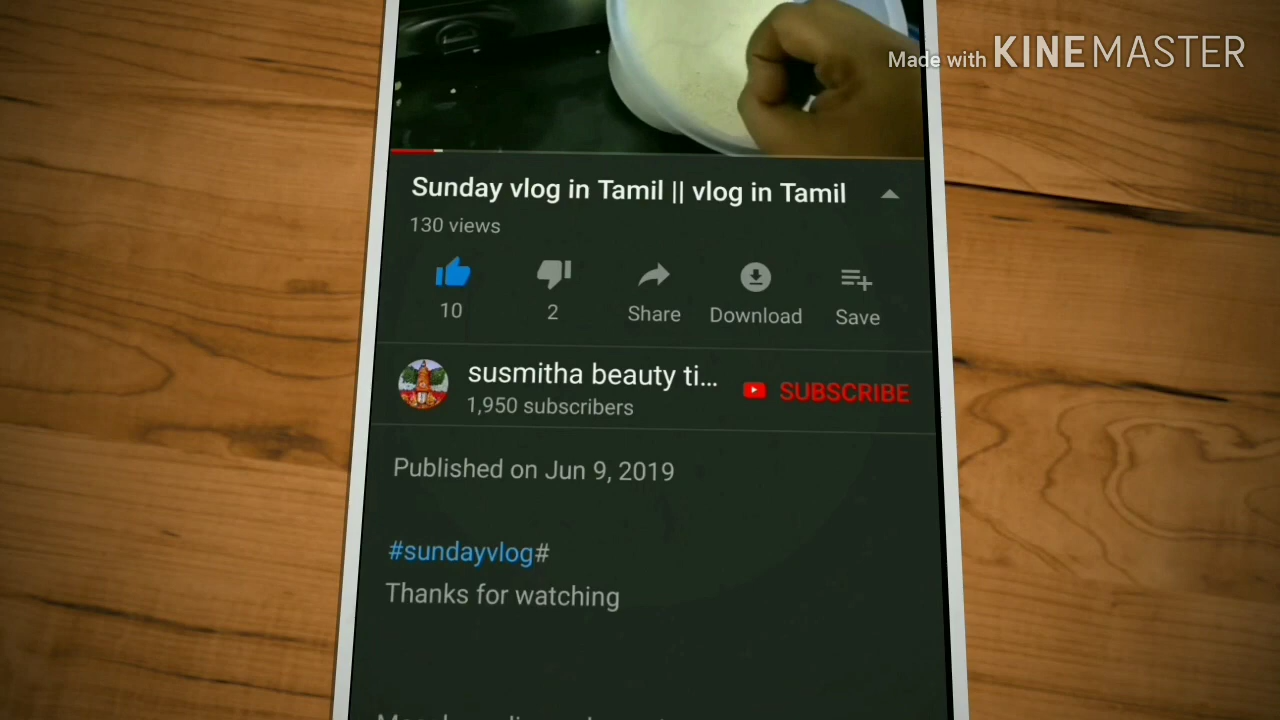 Made with KINEMASTER
Sunday vlog in Tamil || vlog in Tamil
130 views
10
2
Share
Download
Save
susmitha beauty ti...
1,950 subscribers
SUBSCRIBE
Published on Jun 9, 2019
#sundayvlog#
Thanks for watching